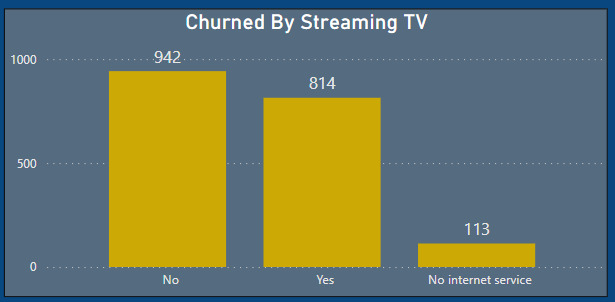 Churned By Streaming TV
1000
942
814
500
113
0
No
Yes
No internet service